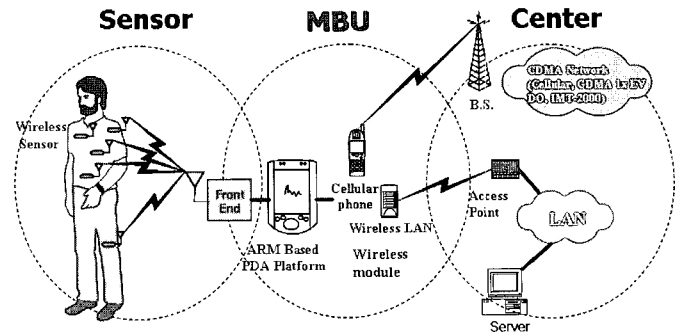 Sensor
MBU
Center
CDMA Network
(Cellular, CDMA 1x EV
DO, IMT-2000)
B.S.
Wireless
Sensor
Front
End
Cellular
phone
Access
Point
LAN
Wireless LAN
ARM Based
PDA Platform
Wireless
module
Server